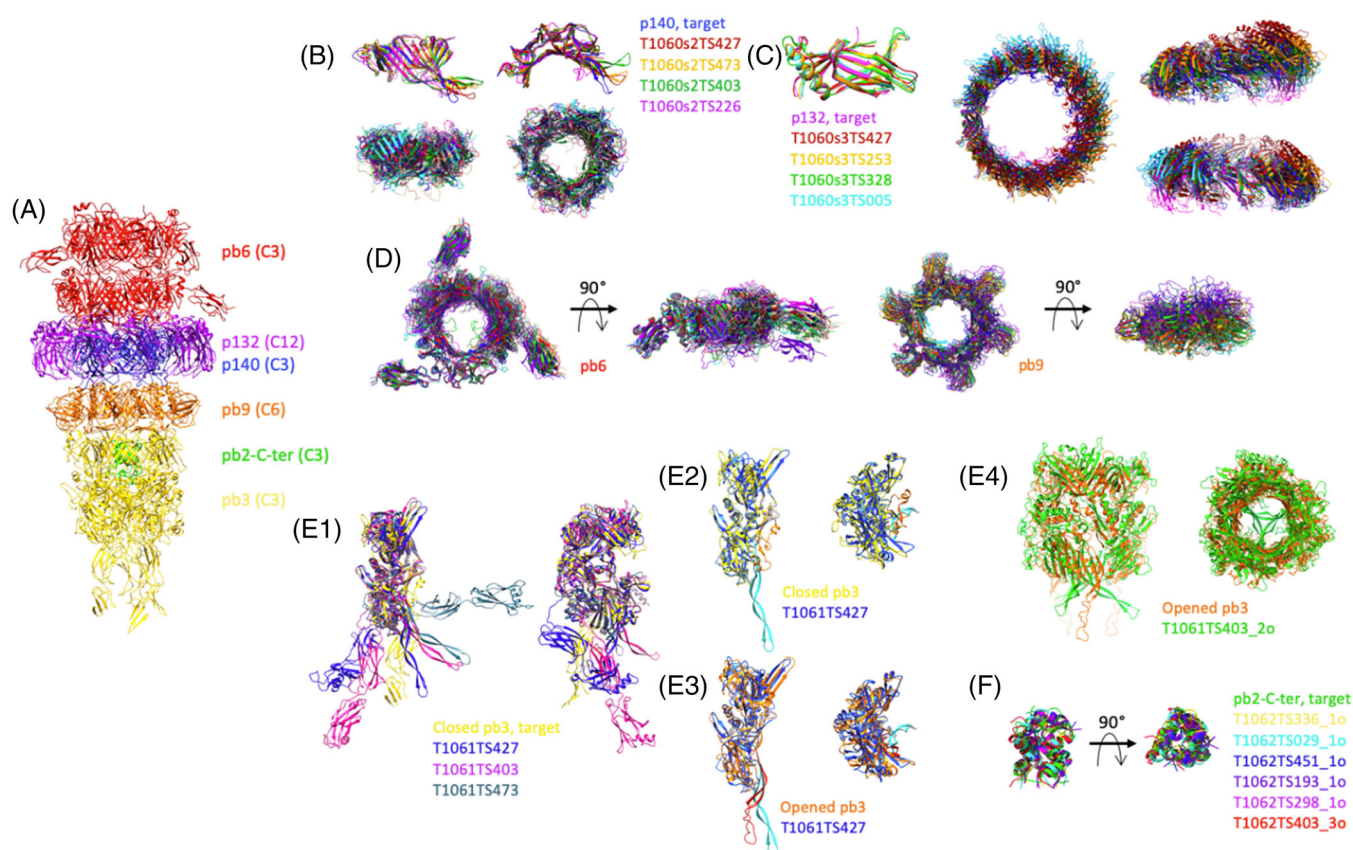 (A)
pb6 (C3)
p132 (C12)
p140 (C3)
pb9 (C6)
pb2-C-ter (C3)
pb3 (C3)
(B)
p140, target
T1060s2TS427
T1060s2TS473
T1060s2TS403
T1060s2TS226
(C)
p132, target
T1060s3TS427
T1060s3TS253
T1060s3TS328
T1060s3TS005
(D)
90°
pb6
pb9
90°
(E1)
Closed pb3, target
T1061TS427
T1061TS403
T1061TS473
(E2)
Closed pb3
T1061TS427
(E3)
Opened pb3
T1061TS427
(E4)
Opened pb3
T1061TS403_2o
(F)
90°
pb2-C-ter, target
T1062TS336_1o
T1062TS029_1o
T1062TS451_1o
T1062TS193_1o
T1062TS298_1o
T1062TS403_3o